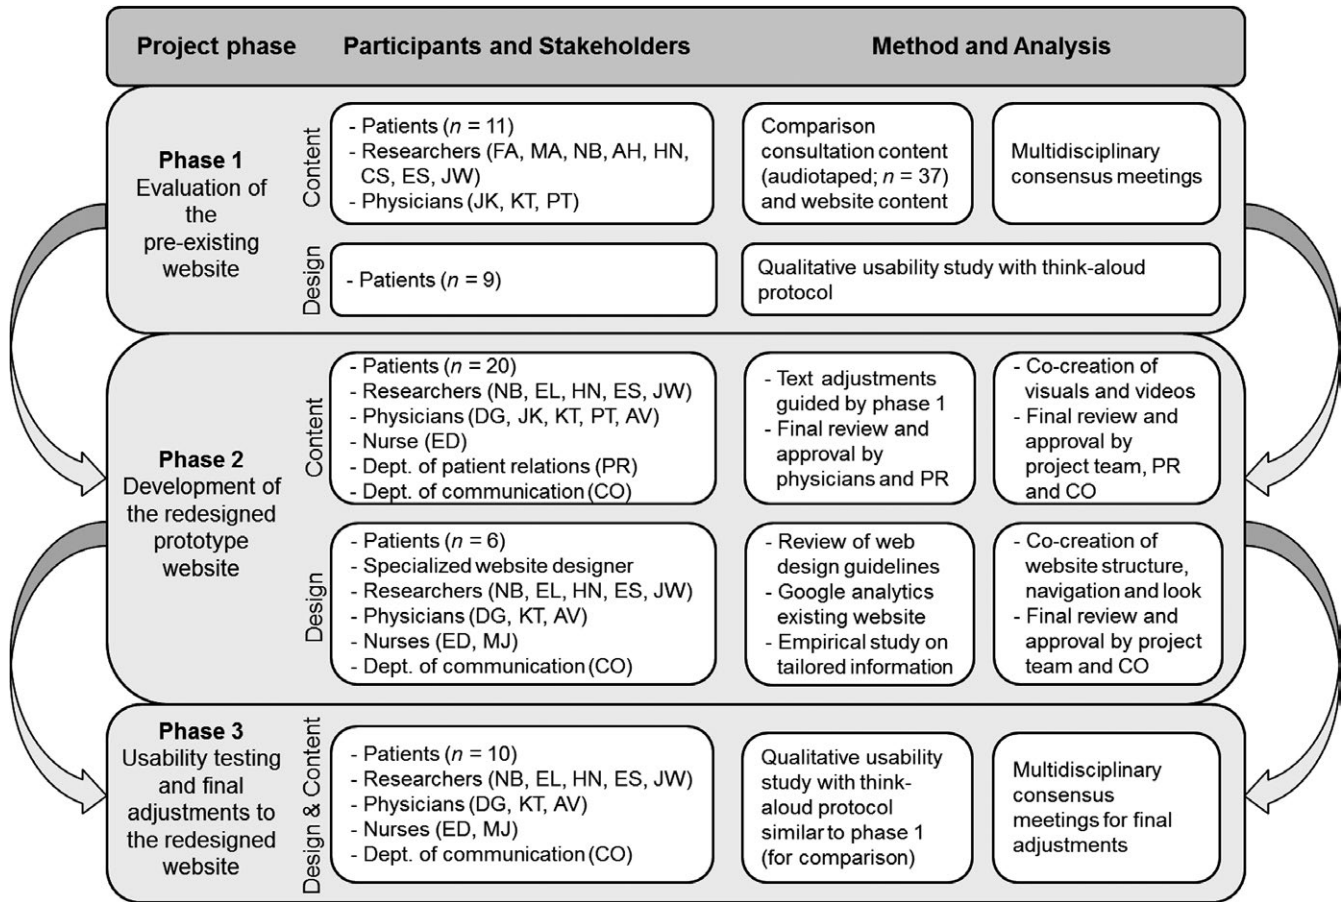 Project phase
Participants and Stakeholders
Method and Analysis
Phase 1
Evaluation of
the
pre-existing
website
Content
- Patients (n = 11)
- Researchers (FA, MA, NB, AH, HN,
CS, ES, JW)
- Physicians (JK, KT, PT)
Comparison
consultation content
(audiotaped; n = 37)
and website content
Multidisciplinary
consensus meetings
Design
- Patients (n = 9)
Qualitative usability study with think-aloud
protocol
Phase 2
Development of
the redesigned
prototype
website
Content
- Patients (n = 20)
- Researchers (NB, EL, HN, ES, JW)
- Physicians (DG, JK, KT, PT, AV)
- Nurse (ED)
- Dept. of patient relations (PR)
- Dept. of communication (CO)
- Text adjustments
guided by phase 1
- Final review and
approval by
physicians and PR
- Co-creation of
visuals and videos
- Final review and
approval by
project team, PR
and CO
Design
- Patients (n = 6)
- Specialized website designer
- Researchers (NB, EL, HN, ES, JW)
- Physicians (DG, KT, AV)
- Nurses (ED, MJ)
- Dept. of communication (CO)
- Review of web
design guidelines
- Google analytics
existing website
- Empirical study on
tailored information
- Co-creation of
website structure,
navigation and look
- Final review and
approval by project
team and CO
Phase 3
Usability testing
and final
adjustments to
the redesigned
website
Design & Content
- Patients (n = 10)
- Researchers (NB, EL, HN, ES, JW)
- Physicians (DG, KT, AV)
- Nurses (ED, MJ)
- Dept. of communication (CO)
Qualitative usability
study with think-
aloud protocol
similar to phase 1
(for comparison)
Multidisciplinary
consensus
meetings for final
adjustments